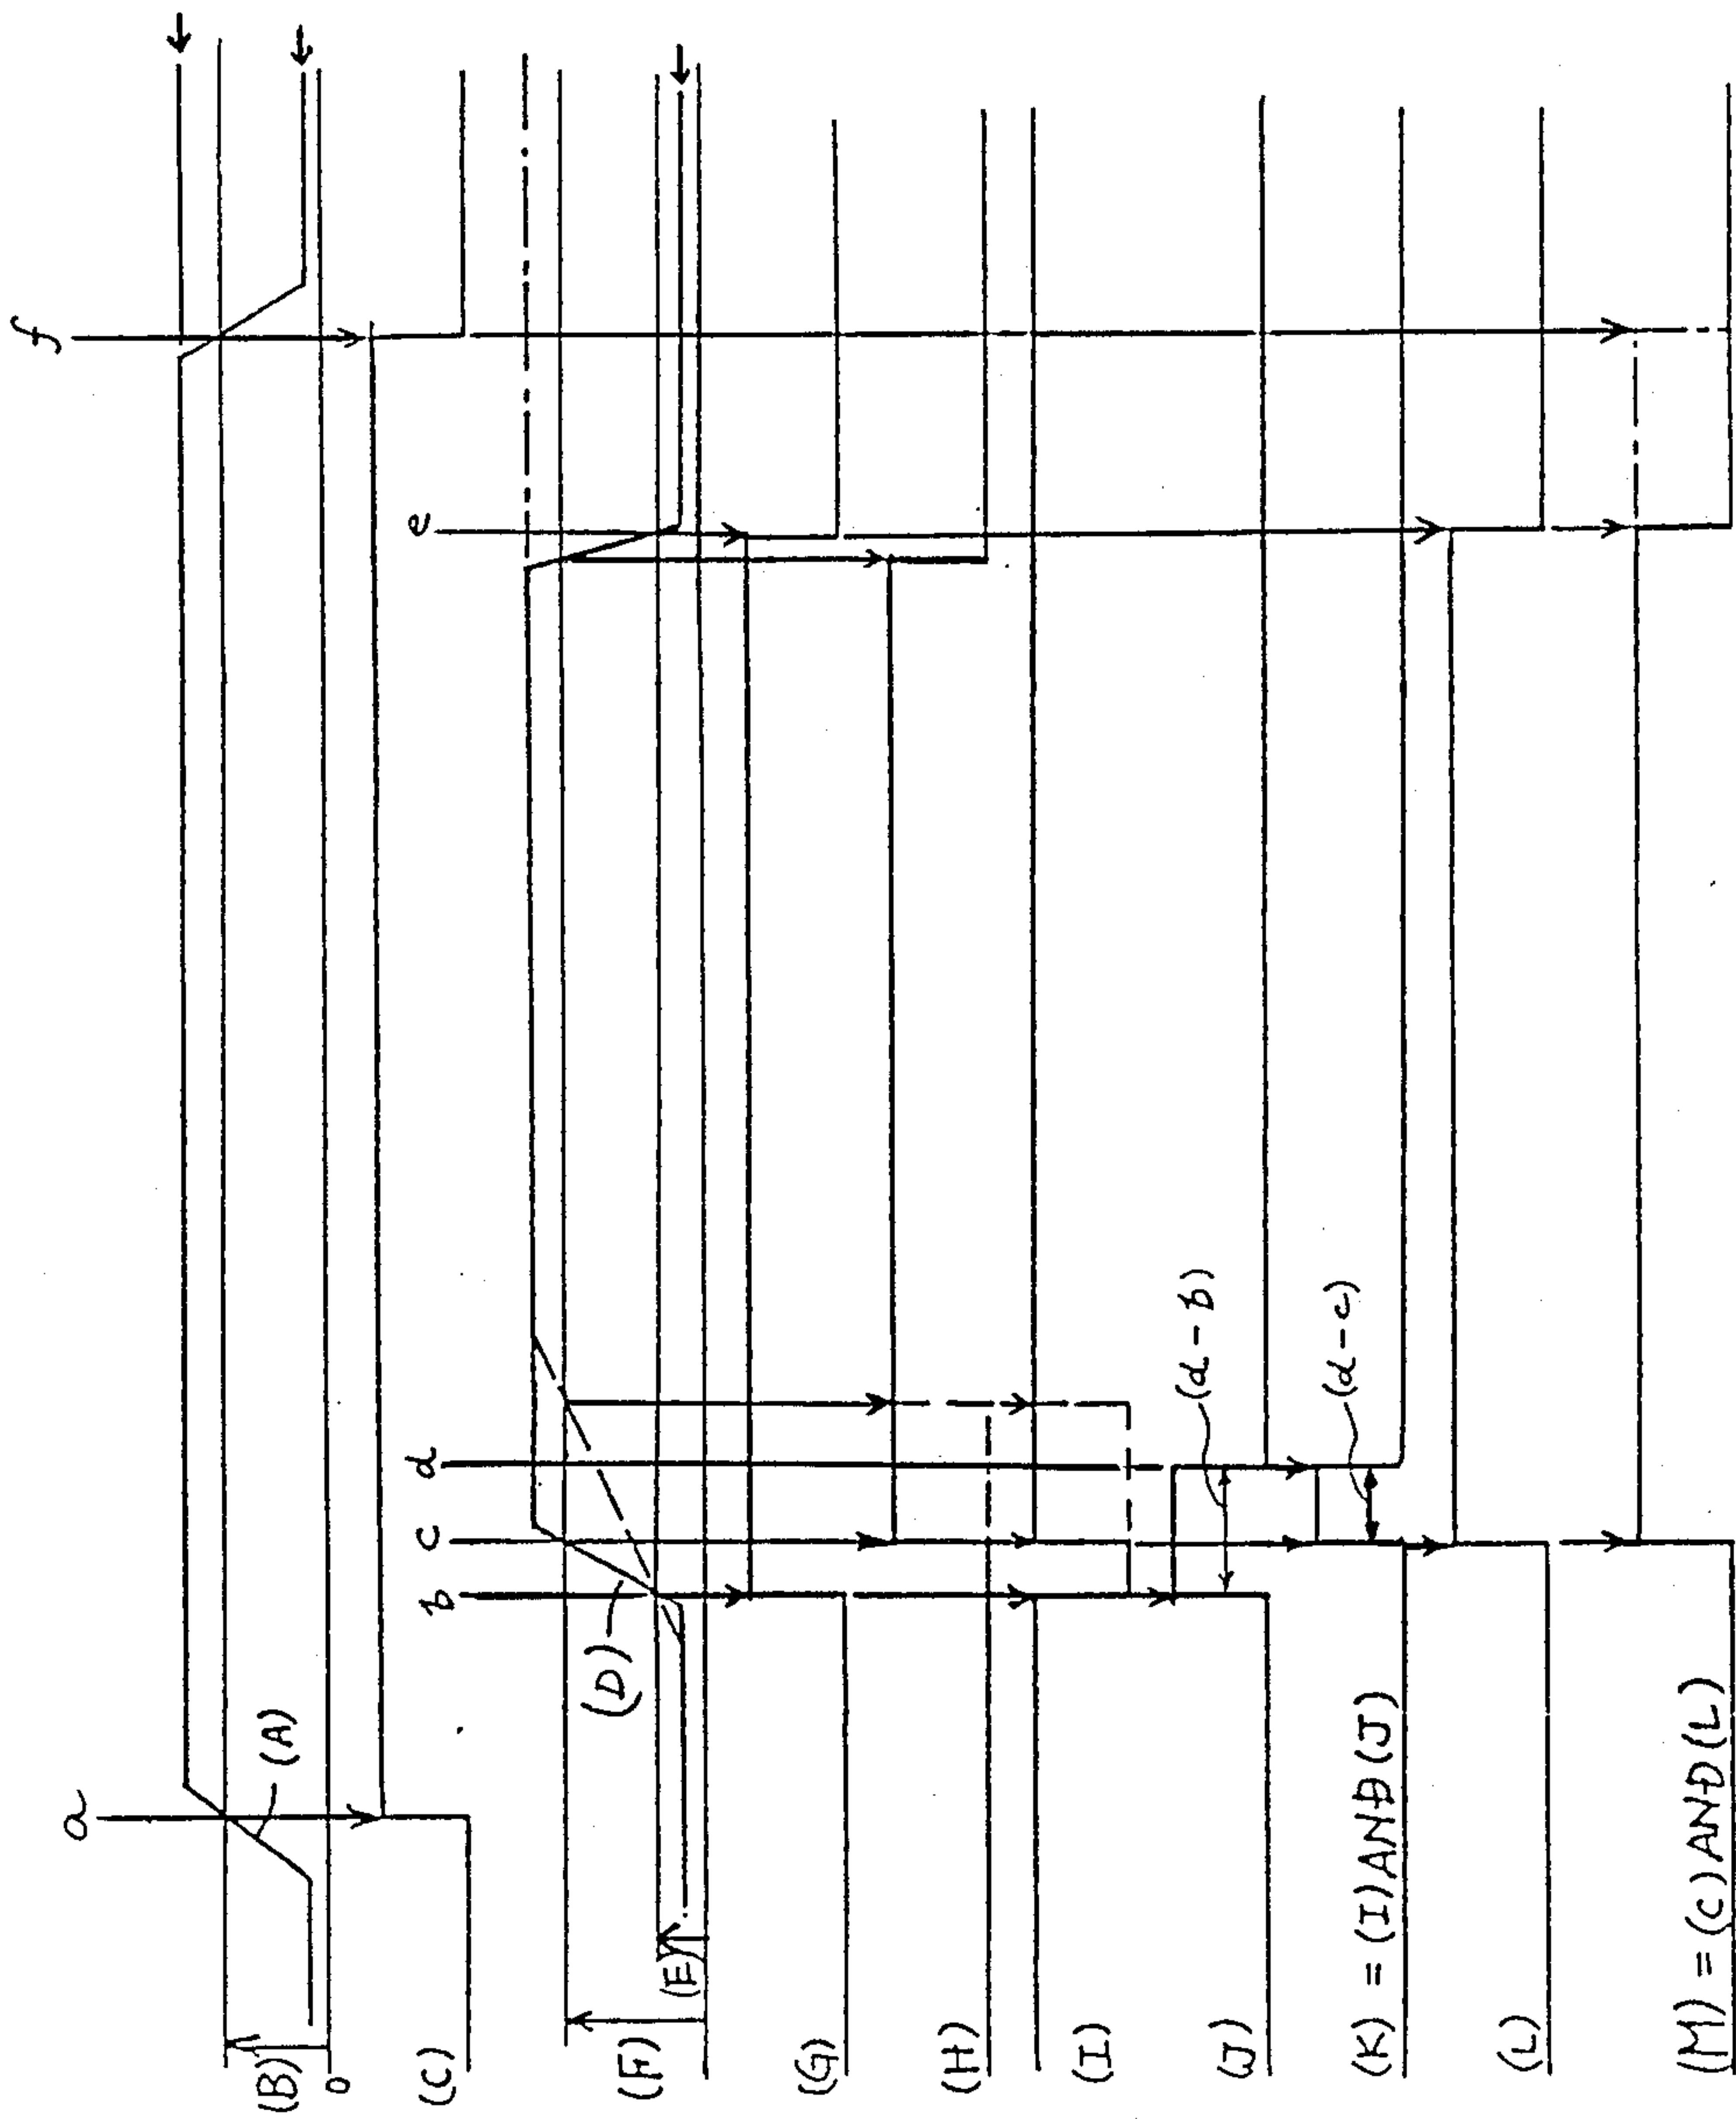 a
b
c
d
e
f
(A)
(B)
0
(C)
(D)
(E)
(F)
(G)
(H)
(I)
(J)
(d-b)
(K) = (I) AND (J)
(d-c)
(L)
(M) = (C) AND (L)